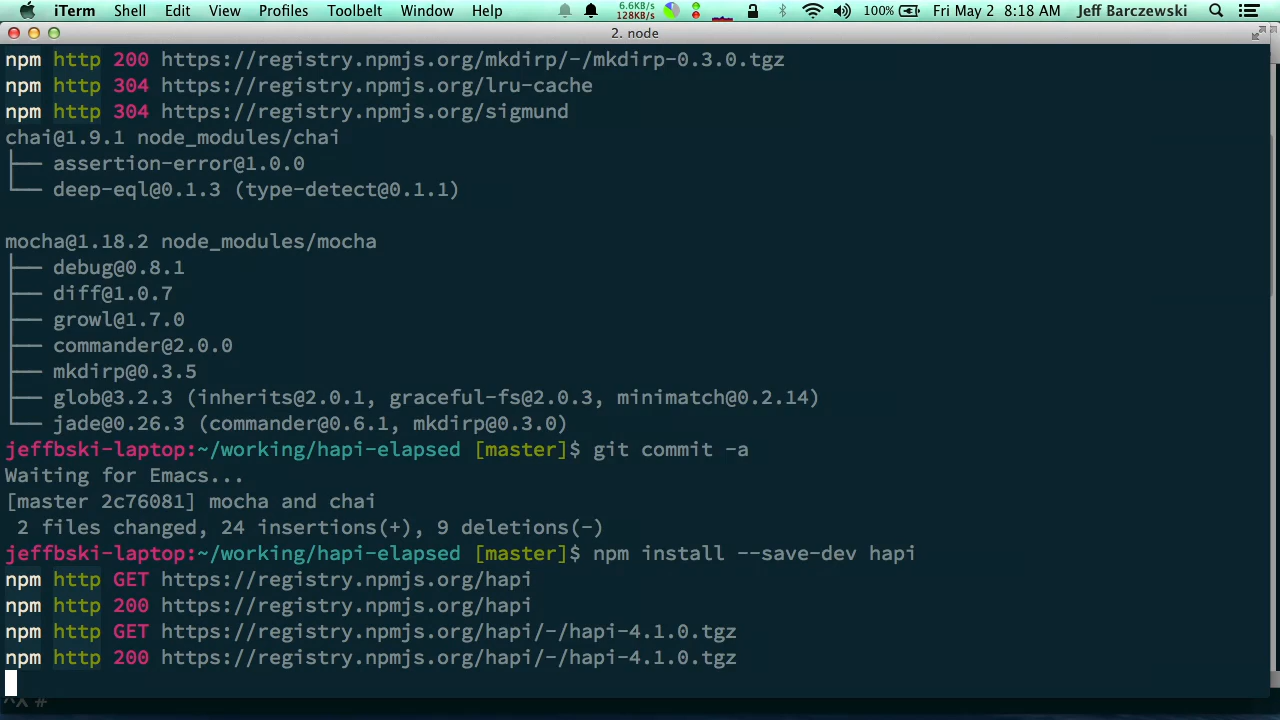 iTerm Shell Edit View Profiles Toolbelt Window Help 6.6KB/s 128KB/s 100% Fri May 2 8:18 AM Jeff Barczewski
2. node
npm http 200 https://registry.npmjs.org/mkdirp/-/mkdirp-0.3.0.tgz
npm http 304 https://registry.npmjs.org/lru-cache
npm http 304 https://registry.npmjs.org/sigmund
chai@1.9.1 node_modules/chai
├── assertion-error@1.0.0
└── deep-eql@0.1.3 (type-detect@0.1.1)
mocha@1.18.2 node_modules/mocha
├── debug@0.8.1
├── diff@1.0.7
├── growl@1.7.0
├── commander@2.0.0
├── mkdirp@0.3.5
├── glob@3.2.3 (inherits@2.0.1, graceful-fs@2.0.3, minimatch@0.2.14)
└── jade@0.26.3 (commander@0.6.1, mkdirp@0.3.0)
jeffbski-laptop:~/working/hapi-elapsed [master]$ git commit -a
Waiting for Emacs...
[master 2c76081] mocha and chai
 2 files changed, 24 insertions(+), 9 deletions(-)
jeffbski-laptop:~/working/hapi-elapsed [master]$ npm install --save-dev hapi
npm http GET https://registry.npmjs.org/hapi
npm http 200 https://registry.npmjs.org/hapi
npm http GET https://registry.npmjs.org/hapi/-/hapi-4.1.0.tgz
npm http 200 https://registry.npmjs.org/hapi/-/hapi-4.1.0.tgz
^X #